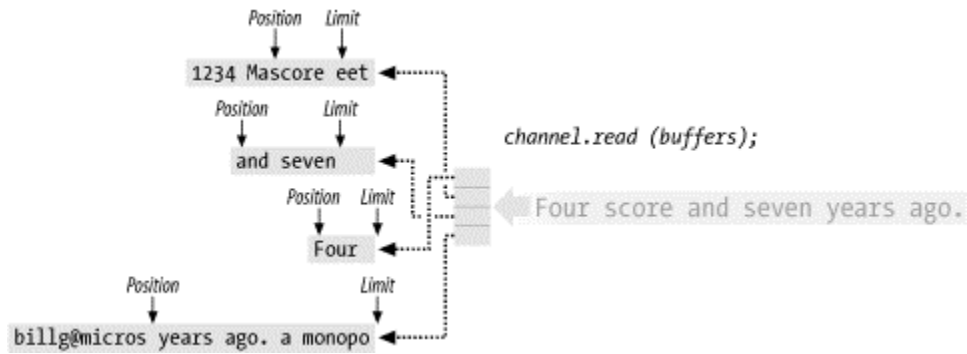 Position Limit
1234 Mascore eet
Position Limit
channel.read (buffers);
and seven
Position Limit
Four score and seven years ago.
Four
Position Limit
billg@micros years ago. a monopo